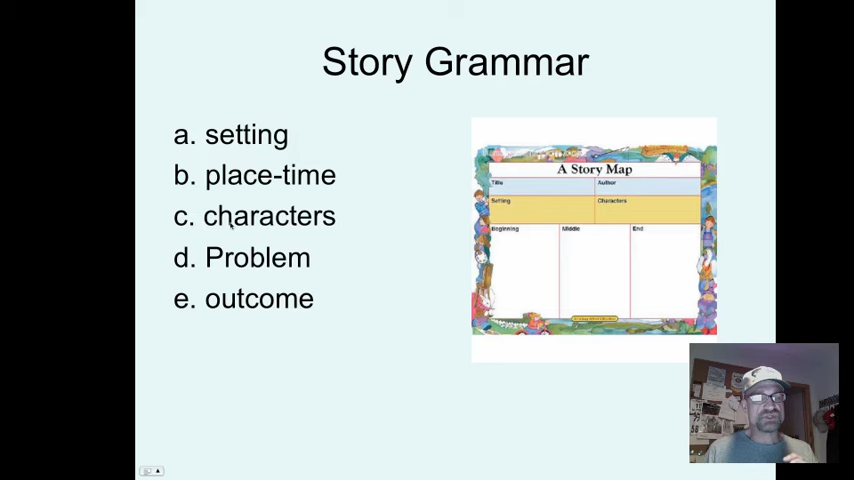 Story Grammar
a. setting
b. place-time
c. characters
d. Problem
e. outcome
A Story Map
Title
Author
Setting
Characters
Beginning
Middle
End